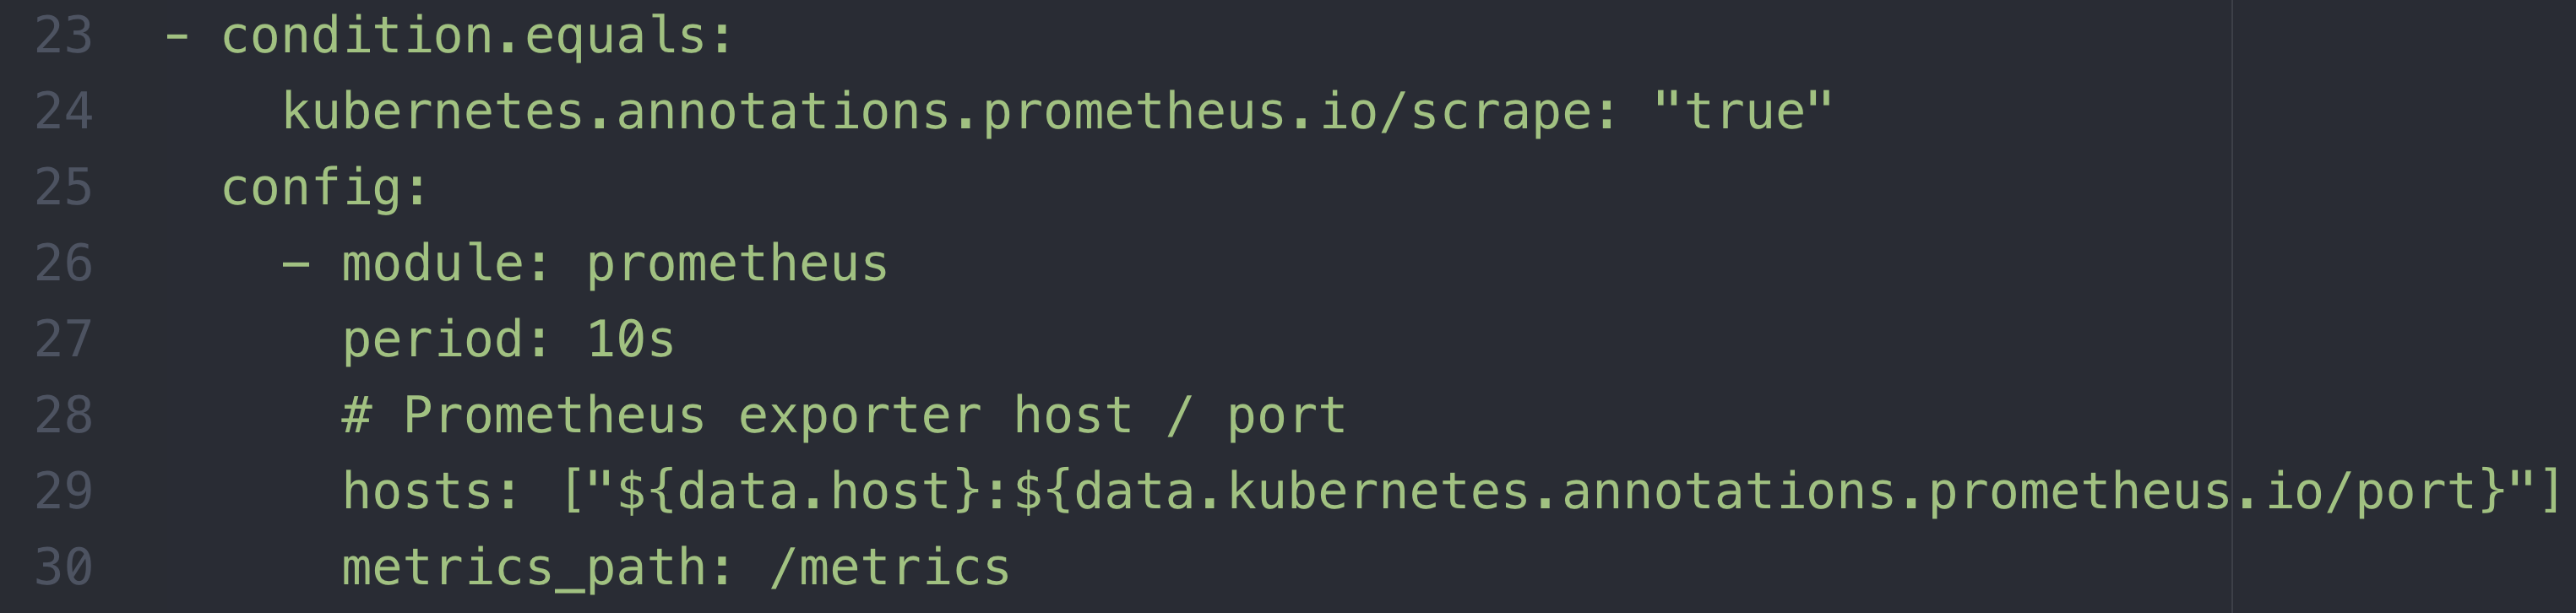 23 - condition.equals:
24 kubernetes.annotations.prometheus.io/scrape: "true"
25 config:
26 - module: prometheus
27 period: 10s
28 # Prometheus exporter host / port
29 hosts: ["${data.host}:${data.kubernetes.annotations.prometheus.io/port}"]
30 metrics_path: /metrics